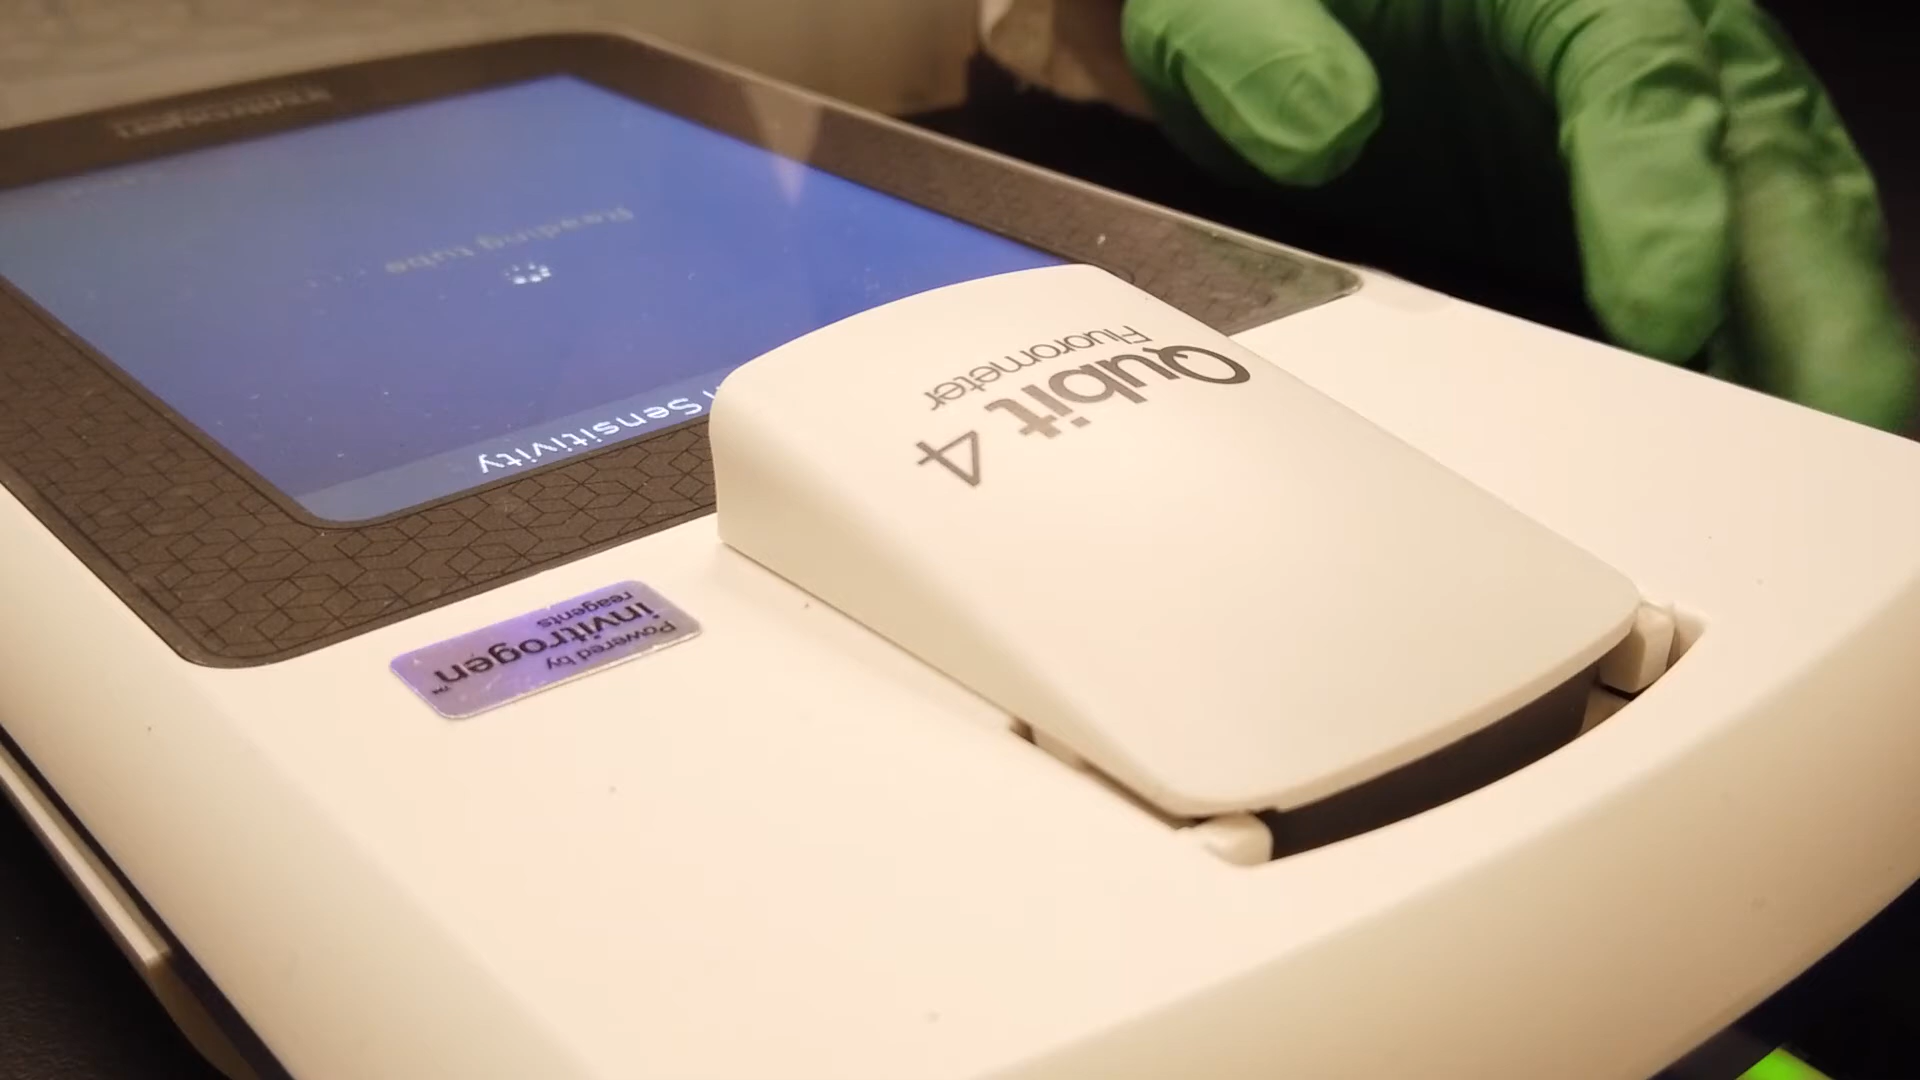 Reading tube
Sensitivity
Qubit 4
Fluorometer
Powered by
invitrogen™
reagents